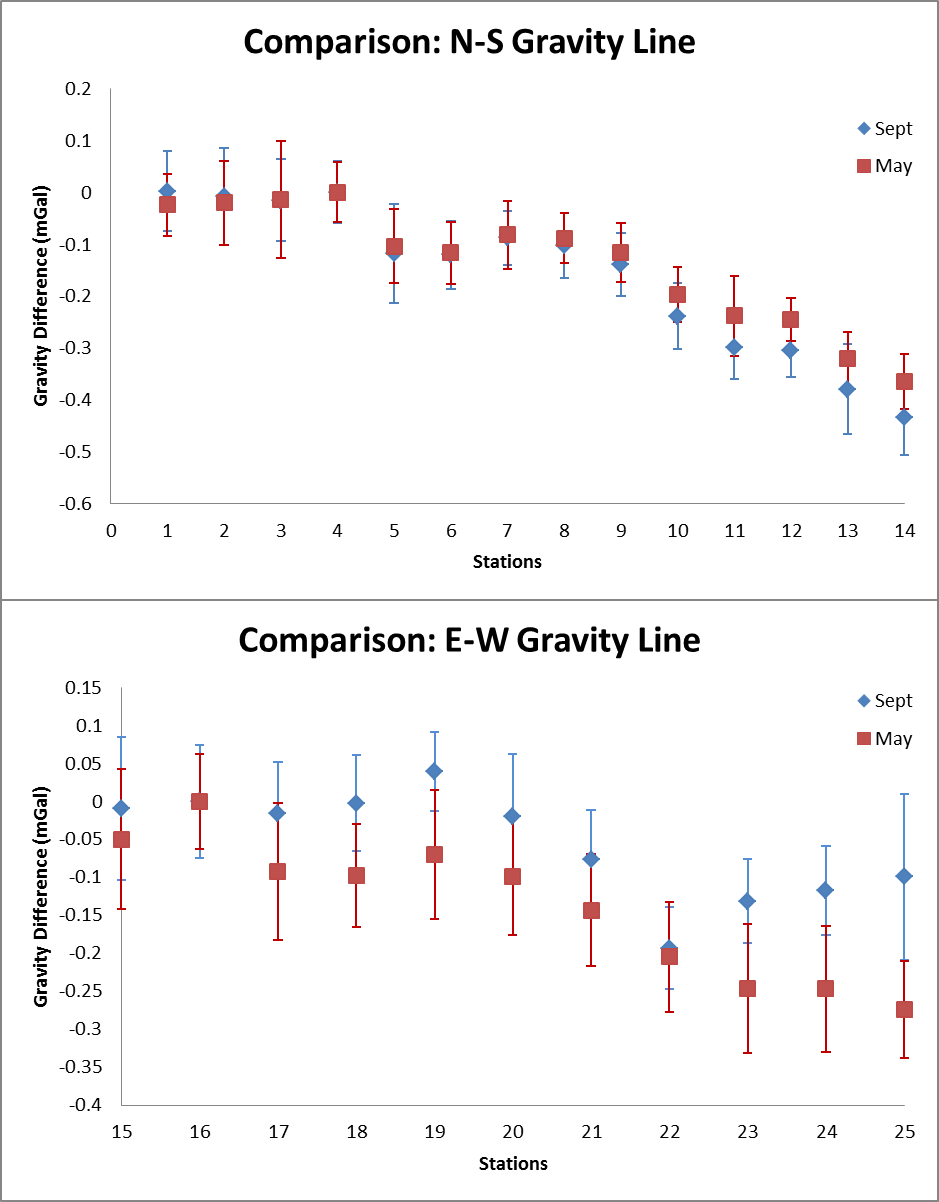 Comparison: N-S Gravity Line
0.2
0.1
0
-0.1
-0.2
-0.3
-0.4
-0.5
-0.6
Gravity Difference (mGal)
Sept
May
0 1 2 3 4 5 6 7 8 9 10 11 12 13 14
Stations
Comparison: E-W Gravity Line
0.15
0.1
0.05
0
-0.05
-0.1
-0.15
-0.2
-0.25
-0.3
-0.35
-0.4
Gravity Difference (mGal)
Sept
May
15 16 17 18 19 20 21 22 23 24 25
Stations